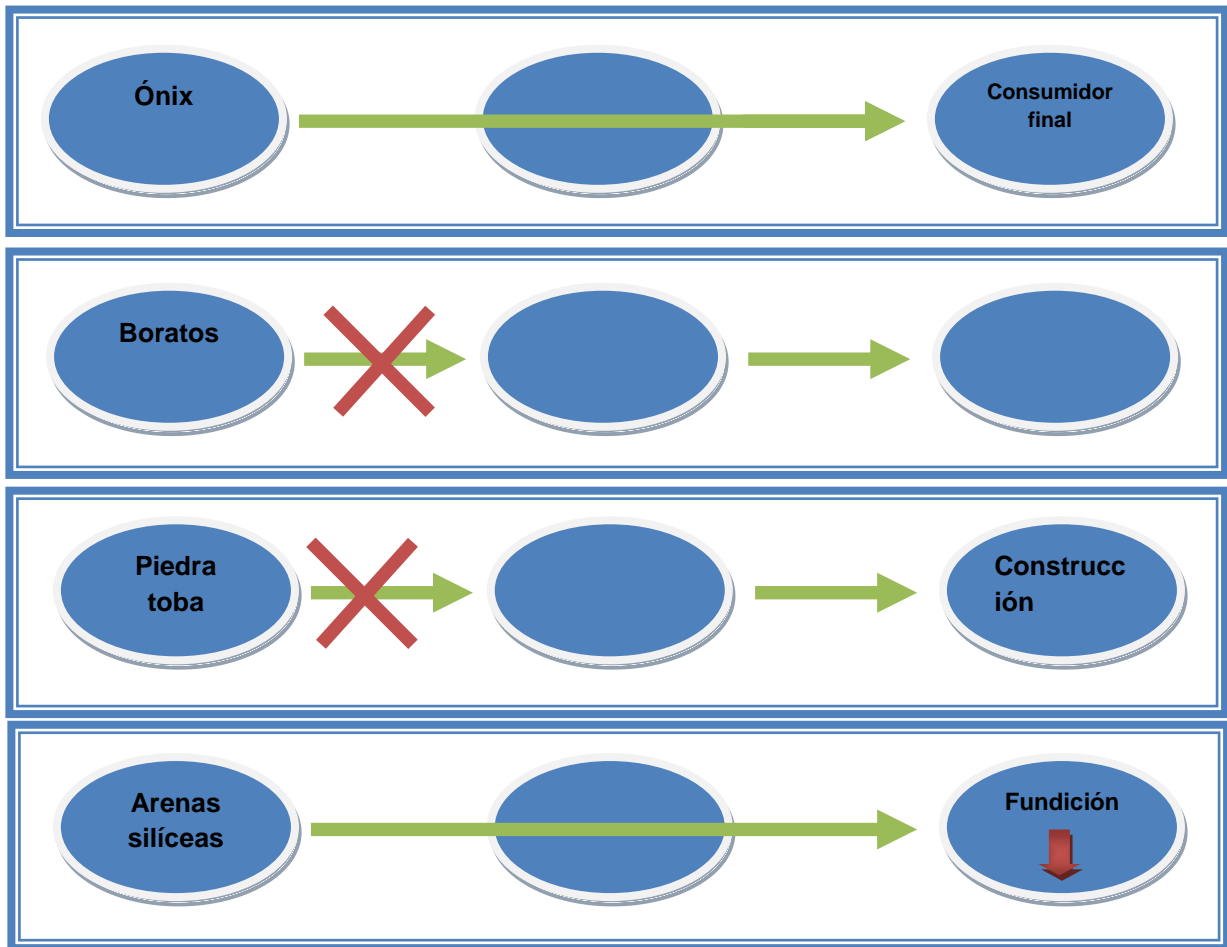 Ónix
Consumidor
final
Boratos
Piedra
toba
Construcc
ión
Arenas
silíceas
Fundición